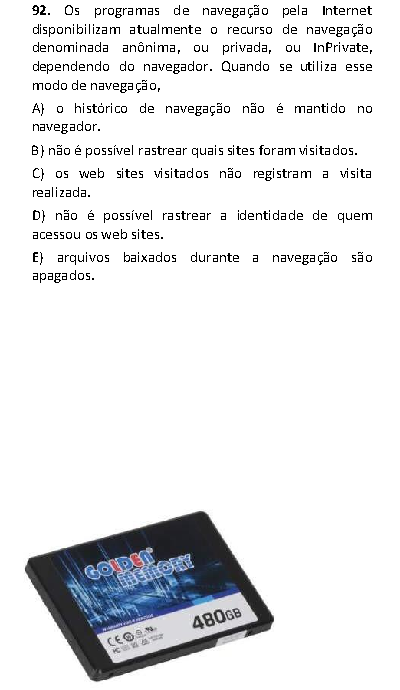 92. Os programas de navegação pela Internet
disponibilizam atualmente o recurso de navegação
denominada anônima, ou privada, ou InPrivate,
dependendo do navegador. Quando se utiliza esse
modo de navegação,
A) o histórico de navegação não é mantido no
navegador.
B) não é possível rastrear quais sites foram visitados.
C) os web sites visitados não registram a visita
realizada.
D) não é possível rastrear a identidade de quem
acessou os web sites.
E) arquivos baixados durante a navegação são
apagados.
GOLDEN
MEMORY
480GB